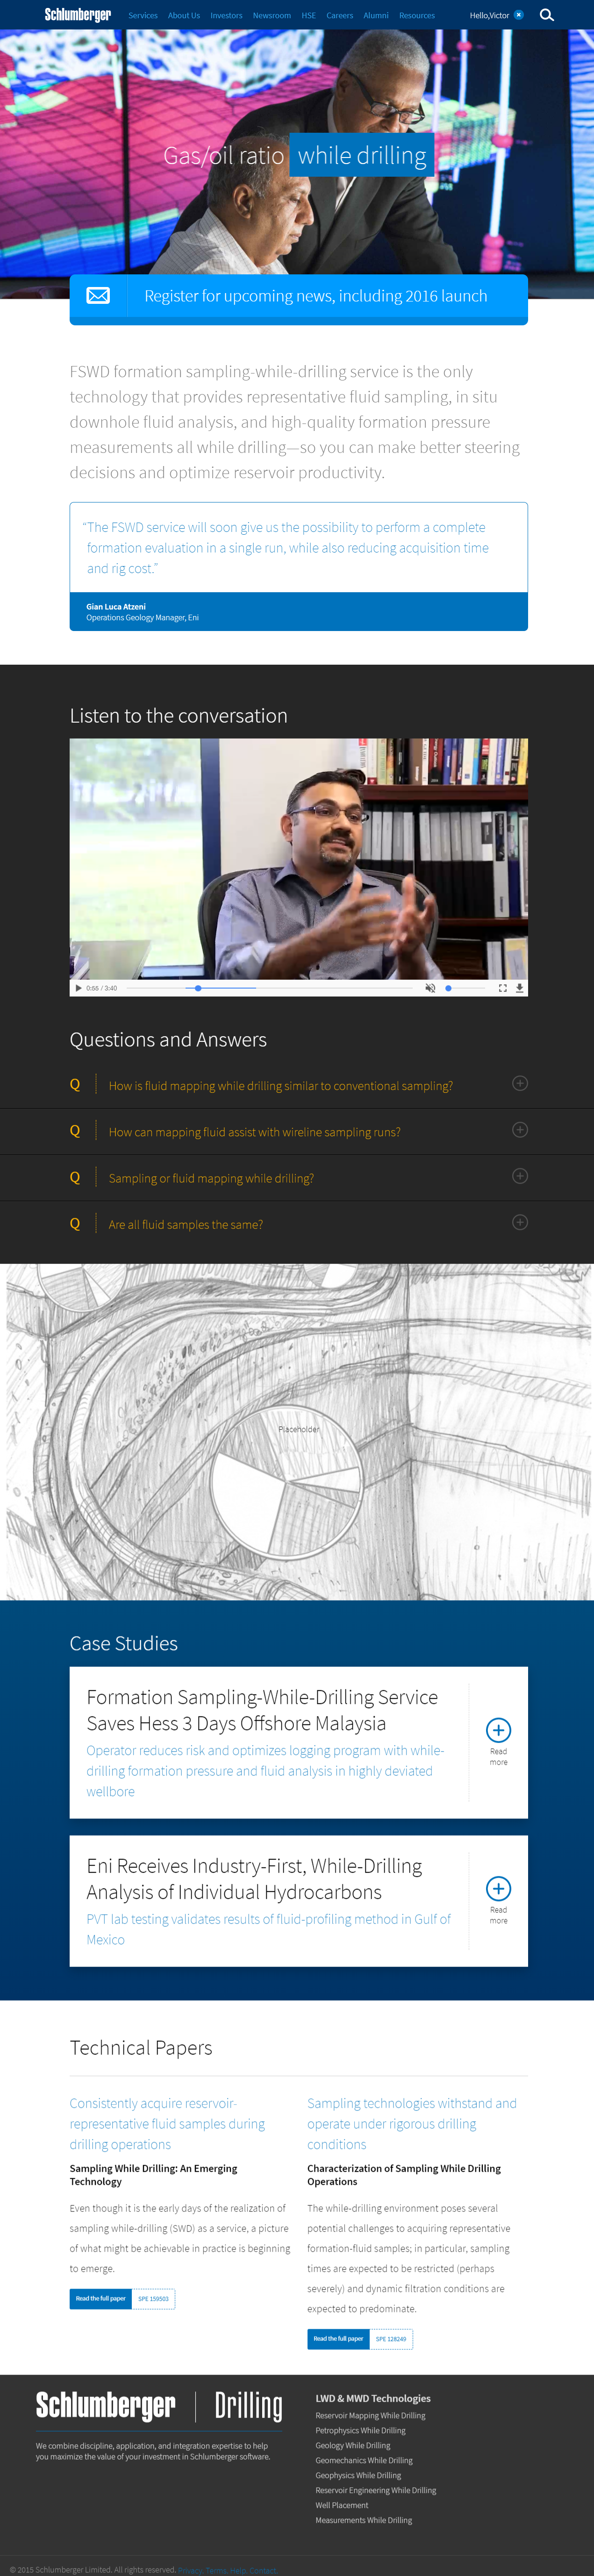 Schlumberger Services About Us Investors Newsroom HSE Careers Alumni Resources Hello,Victor
Gas/oil ratio while drilling
Register for upcoming news, including 2016 launch
FSWD formation sampling-while-drilling service is the only
technology that provides representative fluid sampling, in situ
downhole fluid analysis, and high-quality formation pressure
measurements all while drilling—so you can make better steering
decisions and optimize reservoir productivity.
“The FSWD service will soon give us the possibility to perform a complete
formation evaluation in a single run, while also reducing acquisition time
and rig cost.”
Gian Luca Atzeni
Operations Geology Manager, Eni
Listen to the conversation
0:66 / 3:40
Questions and Answers
Q How is fluid mapping while drilling similar to conventional sampling?
Q How can mapping fluid assist with wireline sampling runs?
Q Sampling or fluid mapping while drilling?
Q Are all fluid samples the same?
Placeholder
Case Studies
Formation Sampling-While-Drilling Service
Saves Hess 3 Days Offshore Malaysia
Operator reduces risk and optimizes logging program with while-
drilling formation pressure and fluid analysis in highly deviated
wellbore
Read
more
Eni Receives Industry-First, While-Drilling
Analysis of Individual Hydrocarbons
PVT lab testing validates results of fluid-profiling method in Gulf of
Mexico
Read
more
Technical Papers
Consistently acquire reservoir-
representative fluid samples during
drilling operations
Sampling While Drilling: An Emerging
Technology
Even though it is the early days of the realization of
sampling while-drilling (SWD) as a service, a picture
of what might be achievable in practice is beginning
to emerge.
Read the full paper SPE 159503
Sampling technologies withstand and
operate under rigorous drilling
conditions
Characterization of Sampling While Drilling
Operations
The while-drilling environment poses several
potential challenges to acquiring representative
formation-fluid samples; in particular, sampling
times are expected to be restricted (perhaps
severely) and dynamic filtration conditions are
expected to predominate.
Read the full paper SPE 128249
Schlumberger Drilling
We combine discipline, application, and integration expertise to help
you maximize the value of your investment in Schlumberger software.
LWD & MWD Technologies
Reservoir Mapping While Drilling
Petrophysics While Drilling
Geology While Drilling
Geomechanics While Drilling
Geophysics While Drilling
Reservoir Engineering While Drilling
Well Placement
Measurements While Drilling
© 2015 Schlumberger Limited. All rights reserved. Privacy. Terms. Help. Contact.